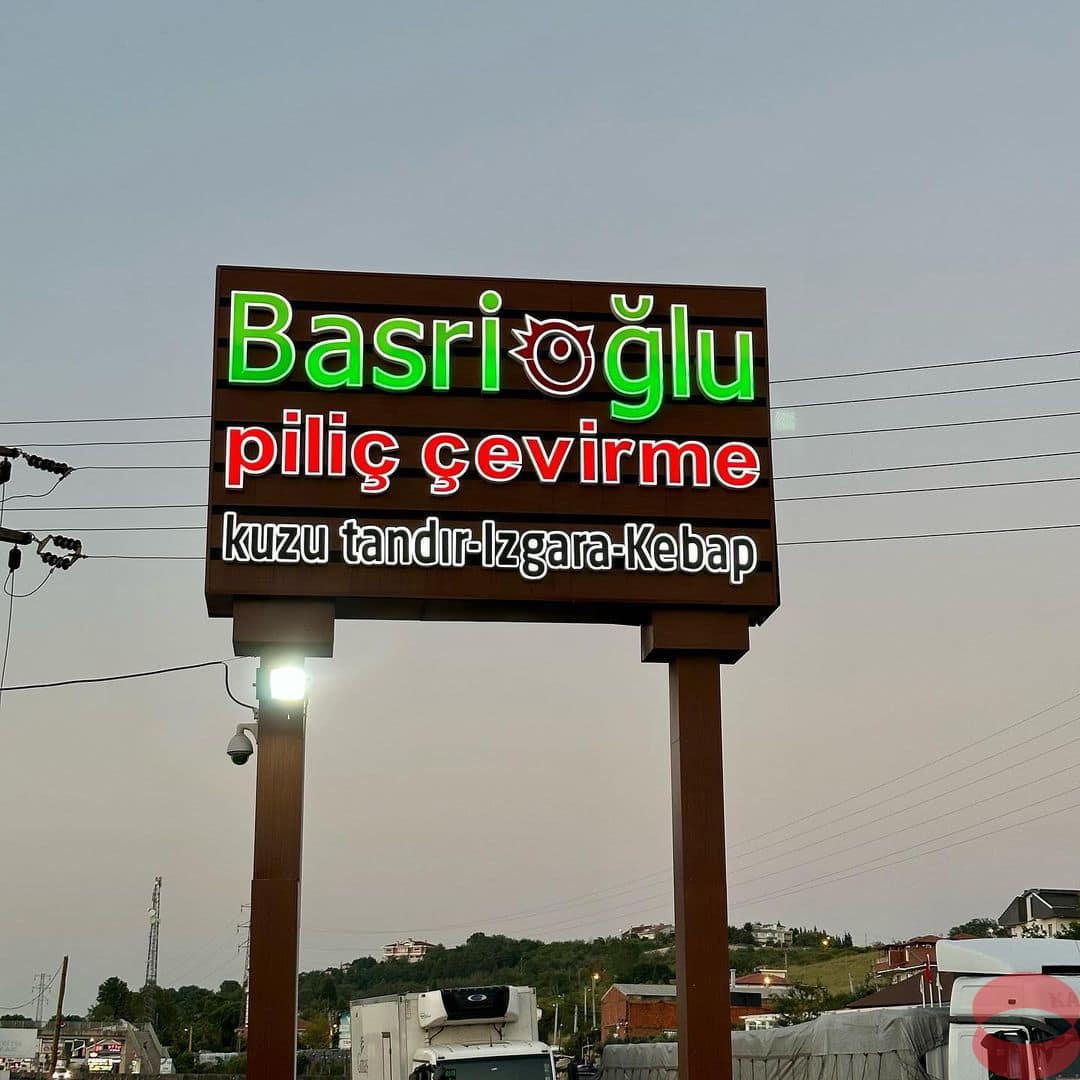 Basrioğlu
piliç çevirme
kuzu tandır-Izgara-Kebap